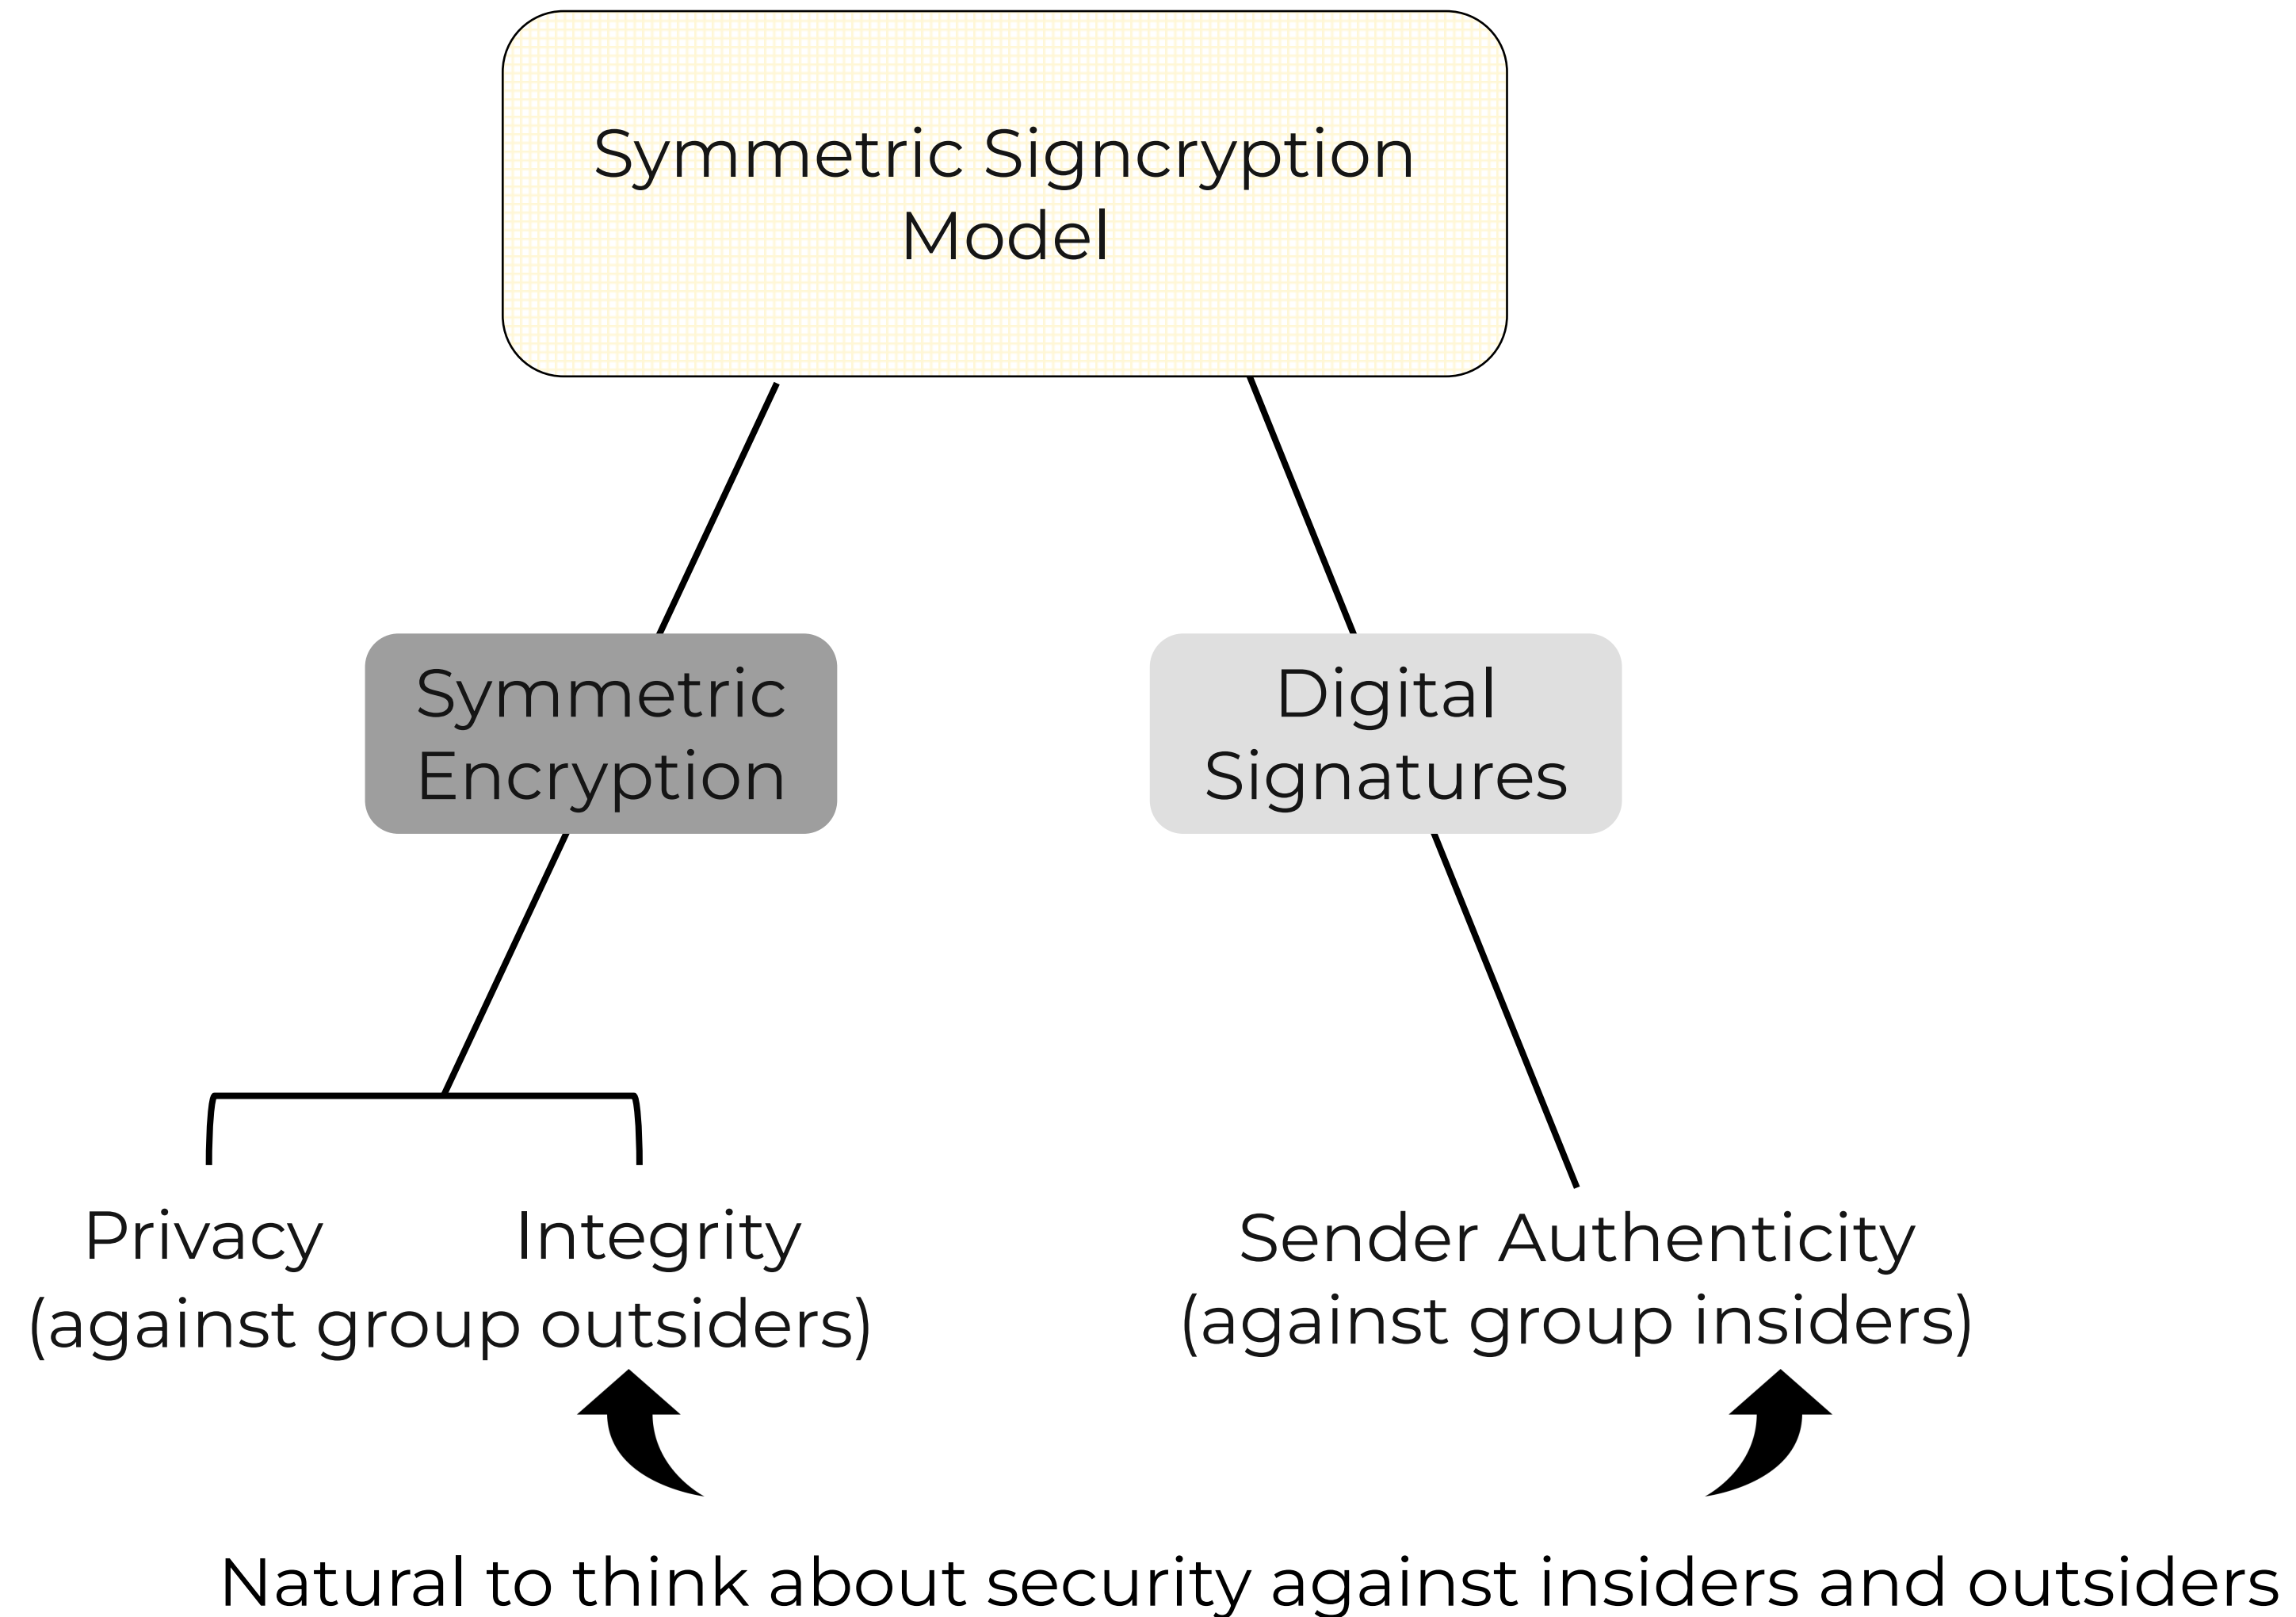 Symmetric Signcryption
Model
Symmetric
Encryption
Digital
Signatures
Privacy
Integrity
(against group outsiders)
Sender Authenticity
(against group insiders)
Natural to think about security against insiders and outsiders